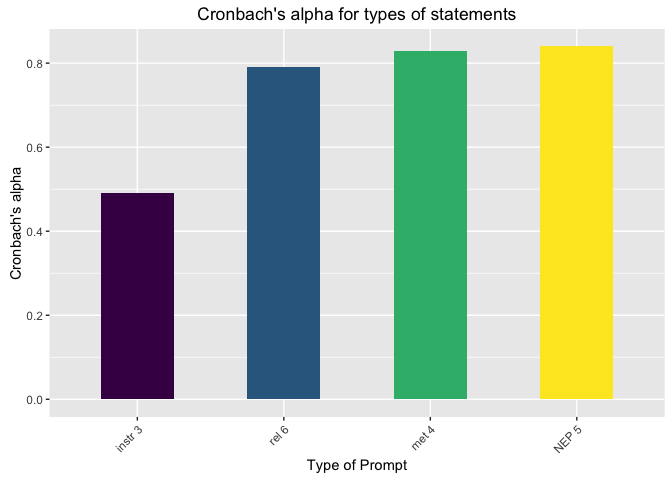 Cronbach's alpha for types of statements
Cronbach's alpha
0.8
0.6
0.4
0.2
0.0
instr 3
rel 6
met 4
NEP 5
Type of Prompt